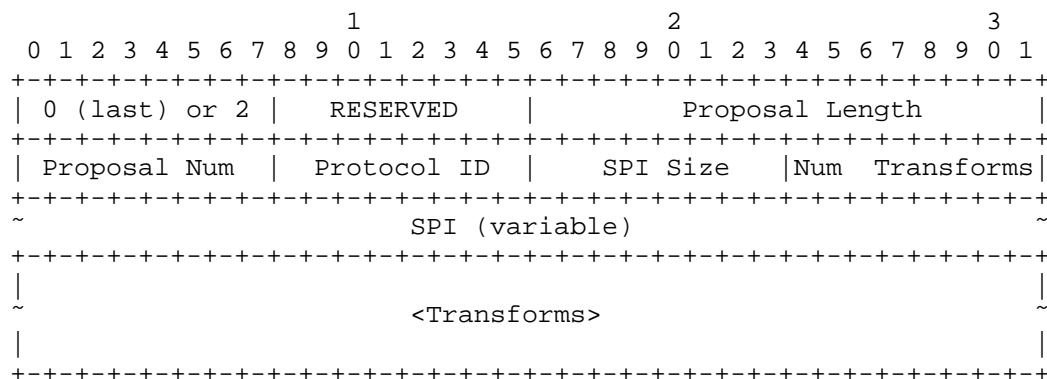 1                   2                   3
 0 1 2 3 4 5 6 7 8 9 0 1 2 3 4 5 6 7 8 9 0 1 2 3 4 5 6 7 8 9 0 1
+-+-+-+-+-+-+-+-+-+-+-+-+-+-+-+-+-+-+-+-+-+-+-+-+-+-+-+-+-+-+-+-+
| 0 (last) or 2 |   RESERVED    |         Proposal Length       |
+-+-+-+-+-+-+-+-+-+-+-+-+-+-+-+-+-+-+-+-+-+-+-+-+-+-+-+-+-+-+-+-+
| Proposal Num  |  Protocol ID  |    SPI Size   |Num  Transforms|
+-+-+-+-+-+-+-+-+-+-+-+-+-+-+-+-+-+-+-+-+-+-+-+-+-+-+-+-+-+-+-+-+
~                        SPI (variable)                         ~
+-+-+-+-+-+-+-+-+-+-+-+-+-+-+-+-+-+-+-+-+-+-+-+-+-+-+-+-+-+-+-+-+
|                                                               |
~                        <Transforms>                           ~
|                                                               |
+-+-+-+-+-+-+-+-+-+-+-+-+-+-+-+-+-+-+-+-+-+-+-+-+-+-+-+-+-+-+-+-+